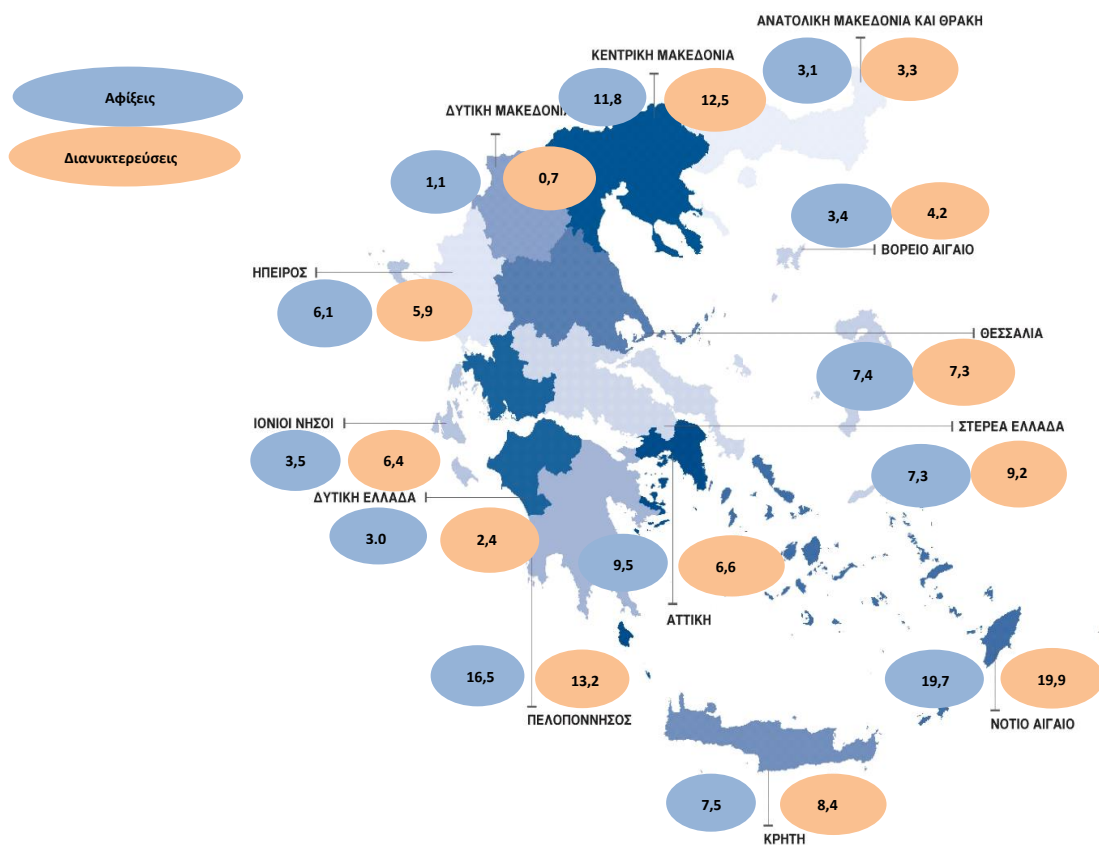 ΑΝΑΤΟΛΙΚΗ ΜΑΚΕΔΟΝΙΑ ΚΑΙ ΘΡΑΚΗ
3,1 3,3
ΚΕΝΤΡΙΚΗ ΜΑΚΕΔΟΝΙΑ
11,8 12,5
Αφίξεις
Διανυκτερεύσεις
ΔΥΤΙΚΗ ΜΑΚΕΔΟΝΙΑ
1,1 0,7
3,4 4,2
ΒΟΡΕΙΟ ΑΙΓΑΙΟ
ΗΠΕΙΡΟΣ
6,1 5,9
ΘΕΣΣΑΛΙΑ
7,4 7,3
ΙΟΝΙΟΙ ΝΗΣΟΙ
3,5 6,4
ΣΤΕΡΕΑ ΕΛΛΑΔΑ
7,3 9,2
ΔΥΤΙΚΗ ΕΛΛΑΔΑ
3.0 2,4
9,5 6,6
ΑΤΤΙΚΗ
16,5 13,2
ΠΕΛΟΠΟΝΝΗΣΟΣ
19,7 19,9
ΝΟΤΙΟ ΑΙΓΑΙΟ
7,5 8,4
ΚΡΗΤΗ